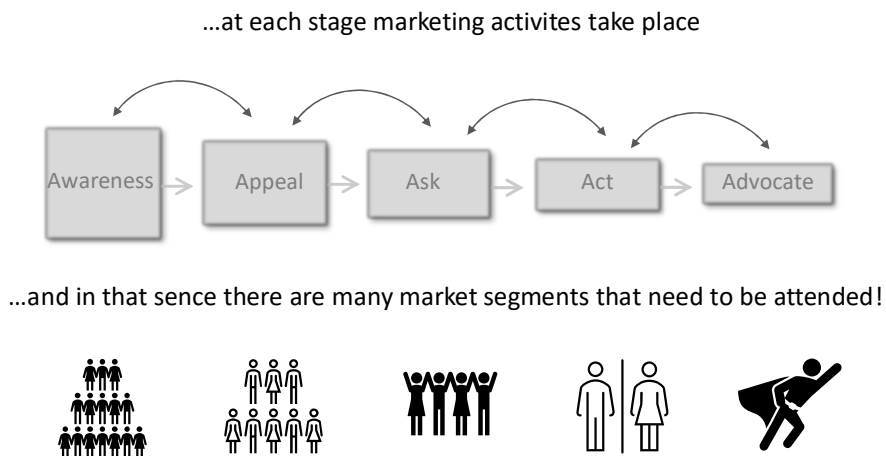 ...at each stage marketing activites take place
Awareness
Appeal
Ask
Act
Advocate
...and in that sence there are many market segments that need to be attended!